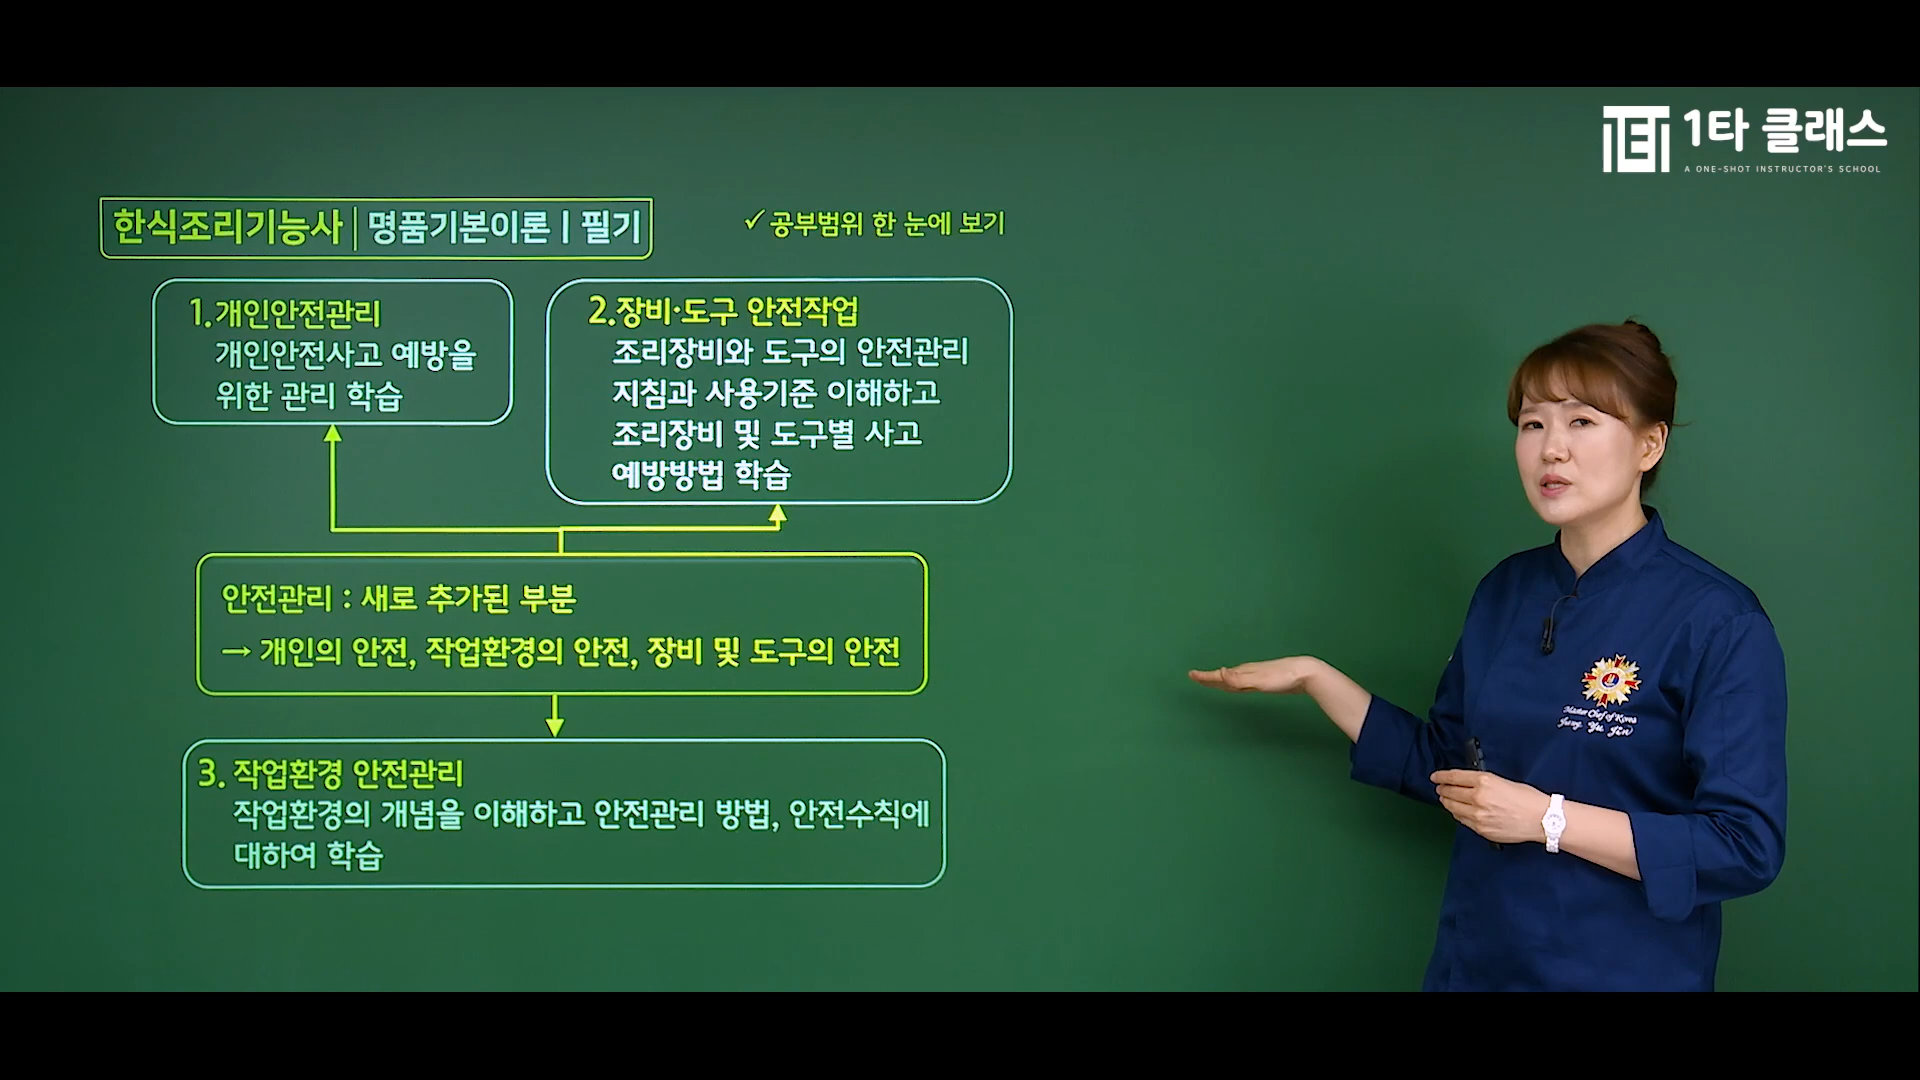 1타 클래스
A ONE-SHOT INSTRUCTOR'S SCHOOL
한식조리기능사 | 명품기본이론 | 필기
✓ 공부범위 한 눈에 보기
1.개인안전관리
개인안전사고 예방을
위한 관리 학습
2.장비·도구 안전작업
조리장비와 도구의 안전관리
지침과 사용기준 이해하고
조리장비 및 도구별 사고
예방방법 학습
안전관리 : 새로 추가된 부분
→ 개인의 안전, 작업환경의 안전, 장비 및 도구의 안전
3. 작업환경 안전관리
작업환경의 개념을 이해하고 안전관리 방법, 안전수칙에
대하여 학습
Master Chef of Korea
Jung Yu Jin